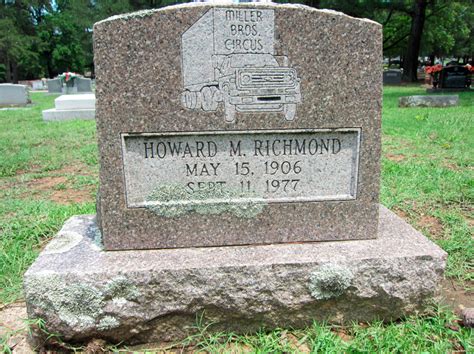 MILLER
BROS.
CIRCUS
HOWARD M. RICHMOND
MAY 15, 1906
SEPT. 11, 1977